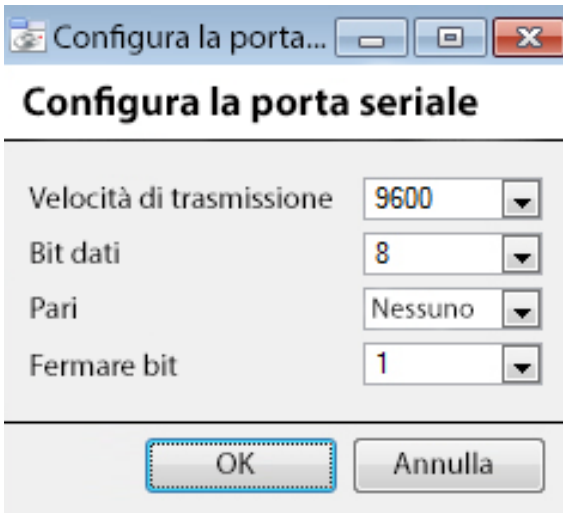 Configura la porta...
Configura la porta seriale
Velocità di trasmissione 9600
Bit dati 8
Pari Nessuno
Fermare bit 1
OK Annulla